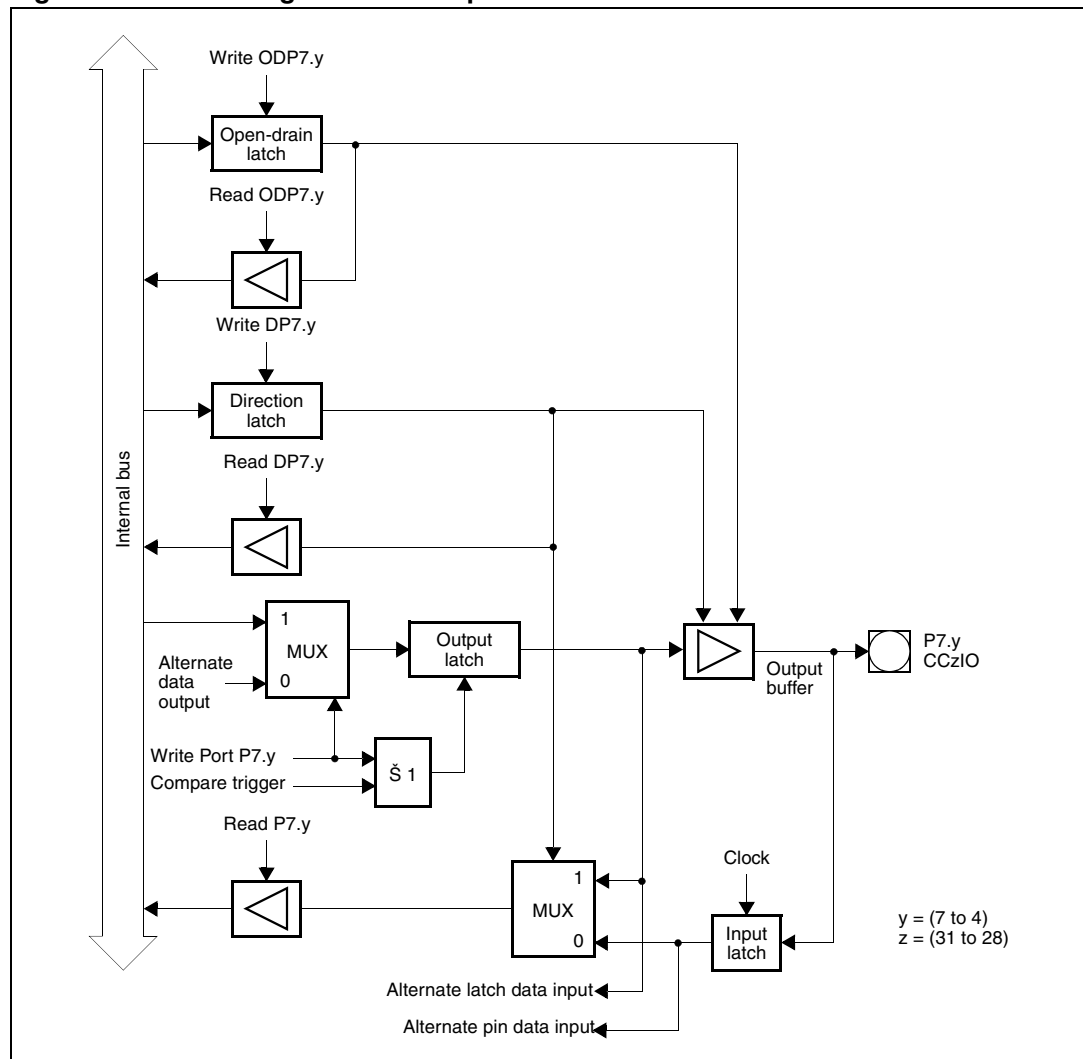 Write ODP7.y
Open-drain
latch
Read ODP7.y
Write DP7.y
Direction
latch
Read DP7.y
Internal bus
1
MUX
0
Alternate
data
output
Output
latch
Output
buffer
P7.y
CCzIO
Write Port P7.y
Compare trigger
Š 1
Read P7.y
Clock
1
MUX
0
Input
latch
y = (7 to 4)
z = (31 to 28)
Alternate latch data input
Alternate pin data input